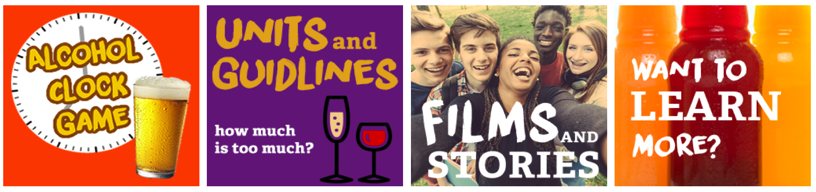 ALCOHOL
CLOCK
GAME
UNITS and
GUIDLINES
how much
is too much?
FILMS AND
STORIES
WANT TO
LEARN
MORE?